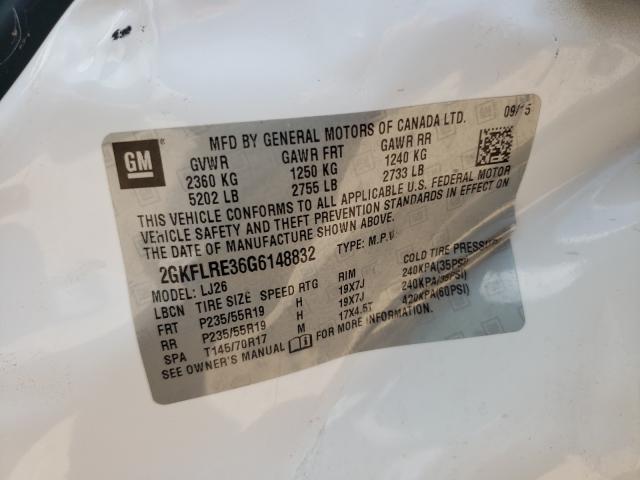 MFD BY GENERAL MOTORS OF CANADA LTD. 09/15
GM
GVWR GAWR FRT GAWR RR
2360 KG 1250 KG 1240 KG
5202 LB 2755 LB 2733 LB
THIS VEHICLE CONFORMS TO ALL APPLICABLE U.S. FEDERAL MOTOR
VEHICLE SAFETY AND THEFT PREVENTION STANDARDS IN EFFECT ON
THE DATE OF MANUFACTURE SHOWN ABOVE.
2GKFLRE36G6148832 TYPE: M.P.V
MODEL: LJ26
LBCN TIRE SIZE SPEED RTG RIM COLD TIRE PRESSURE
FRT P235/55R19 H 19X7J 240KPA(35PSI)
RR P235/55R19 H 19X7J 240KPA(35PSI)
SPA T145/70R17 M 17X4.5T 420KPA(60PSI)
SEE OWNER'S MANUAL FOR MORE INFORMATION